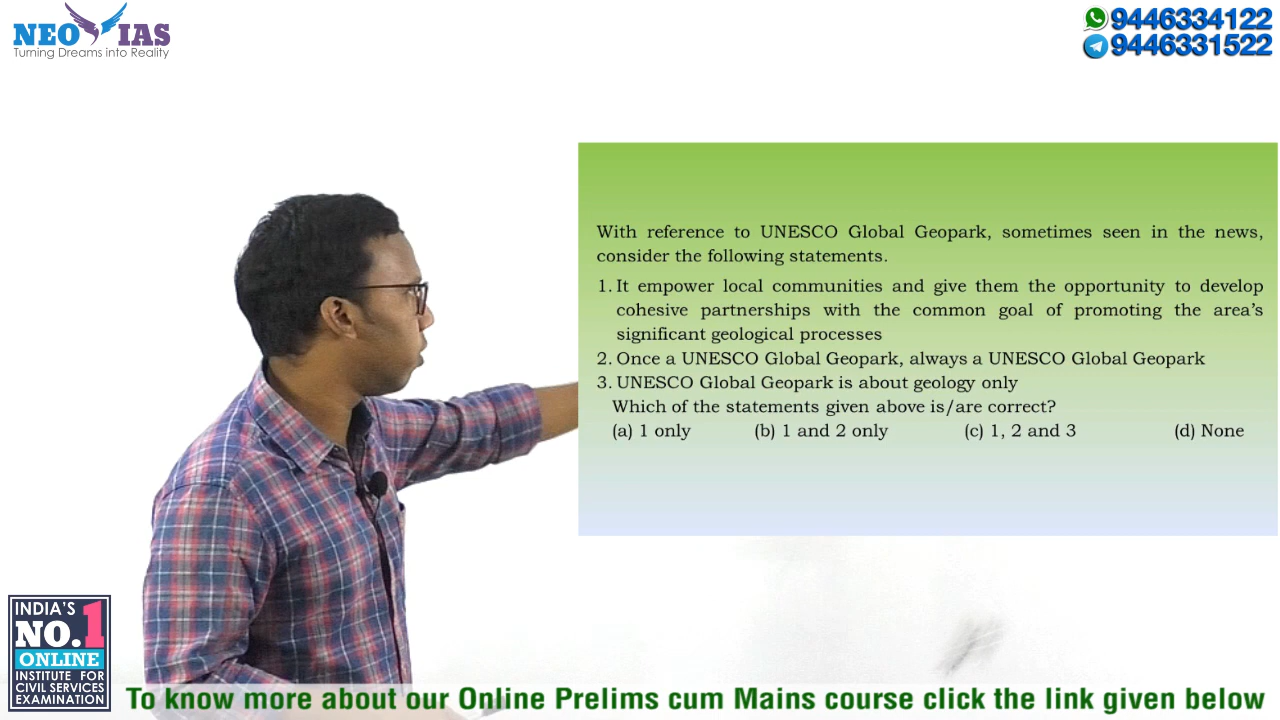 NEO IAS
Turning Dreams into Reality
9446334122
9446331522
With reference to UNESCO Global Geopark, sometimes seen in the news,
consider the following statements.
1. It empower local communities and give them the opportunity to develop
cohesive partnerships with the common goal of promoting the area's
significant geological processes
2. Once a UNESCO Global Geopark, always a UNESCO Global Geopark
3. UNESCO Global Geopark is about geology only
Which of the statements given above is/are correct?
(a) 1 only (b) 1 and 2 only (c) 1, 2 and 3 (d) None
INDIA'S
NO.1
ONLINE
INSTITUTE FOR
CIVIL SERVICES
EXAMINATION
To know more about our Online Prelims cum Mains course click the link given below